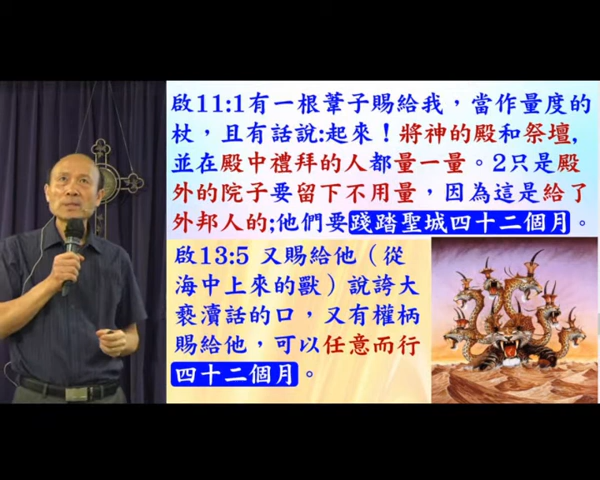 啟11:1有一根葦子賜給我，當作量度的
杖，且有話說:起來！將神的殿和祭壇,
並在殿中禮拜的人都量一量。2只是殿
外的院子要留下不用量，因為這是給了
外邦人的;他們要踐踏聖城四十二個月。
啟13:5 又賜給他（從
海中上來的獸）說誇大
褻瀆話的口，又有權柄
賜給他，可以任意而行
四十二個月。